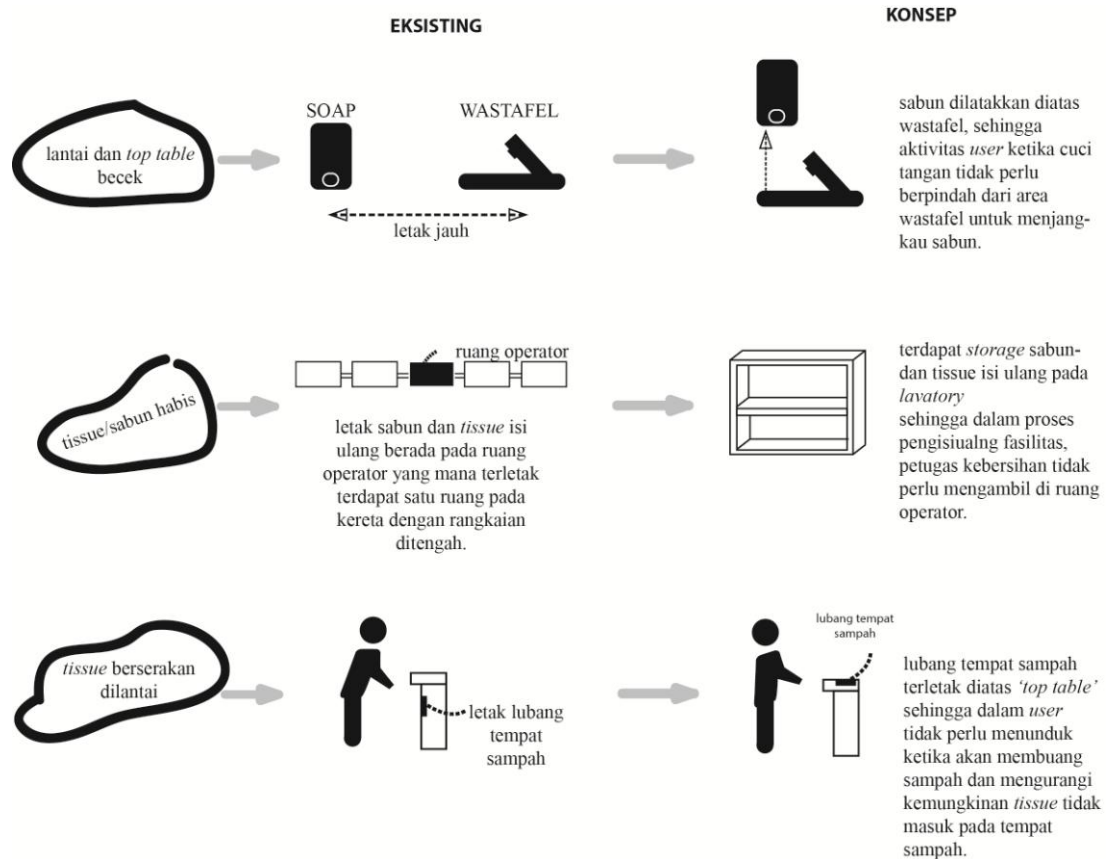 EKSISTING
KONSEP
lantai dan top table
becek
SOAP
WASTAFEL
letak jauh
sabun dilatakkan diatas
wastafel, sehingga
aktivitas user ketika cuci
tangan tidak perlu
berpindah dari area
wastafel untuk menjang-
kau sabun.
tissue/sabun habis
ruang operator
letak sabun dan tissue isi
ulang berada pada ruang
operator yang mana terletak
terdapat satu ruang pada
kereta dengan rangkaian
ditengah.
terdapat storage sabun-
dan tissue isi ulang pada
lavatory
sehingga dalam proses
pengisiualng fasilitas,
petugas kebersihan tidak
perlu mengambil di ruang
operator.
tissue berserakan
dilantai
letak lubang
tempat
sampah
lubang tempat
sampah
lubang tempat sampah
terletak diatas ‘top table’
sehingga dalam user
tidak perlu menunduk
ketika akan membuang
sampah dan mengurangi
kemungkinan tissue tidak
masuk pada tempat
sampah.